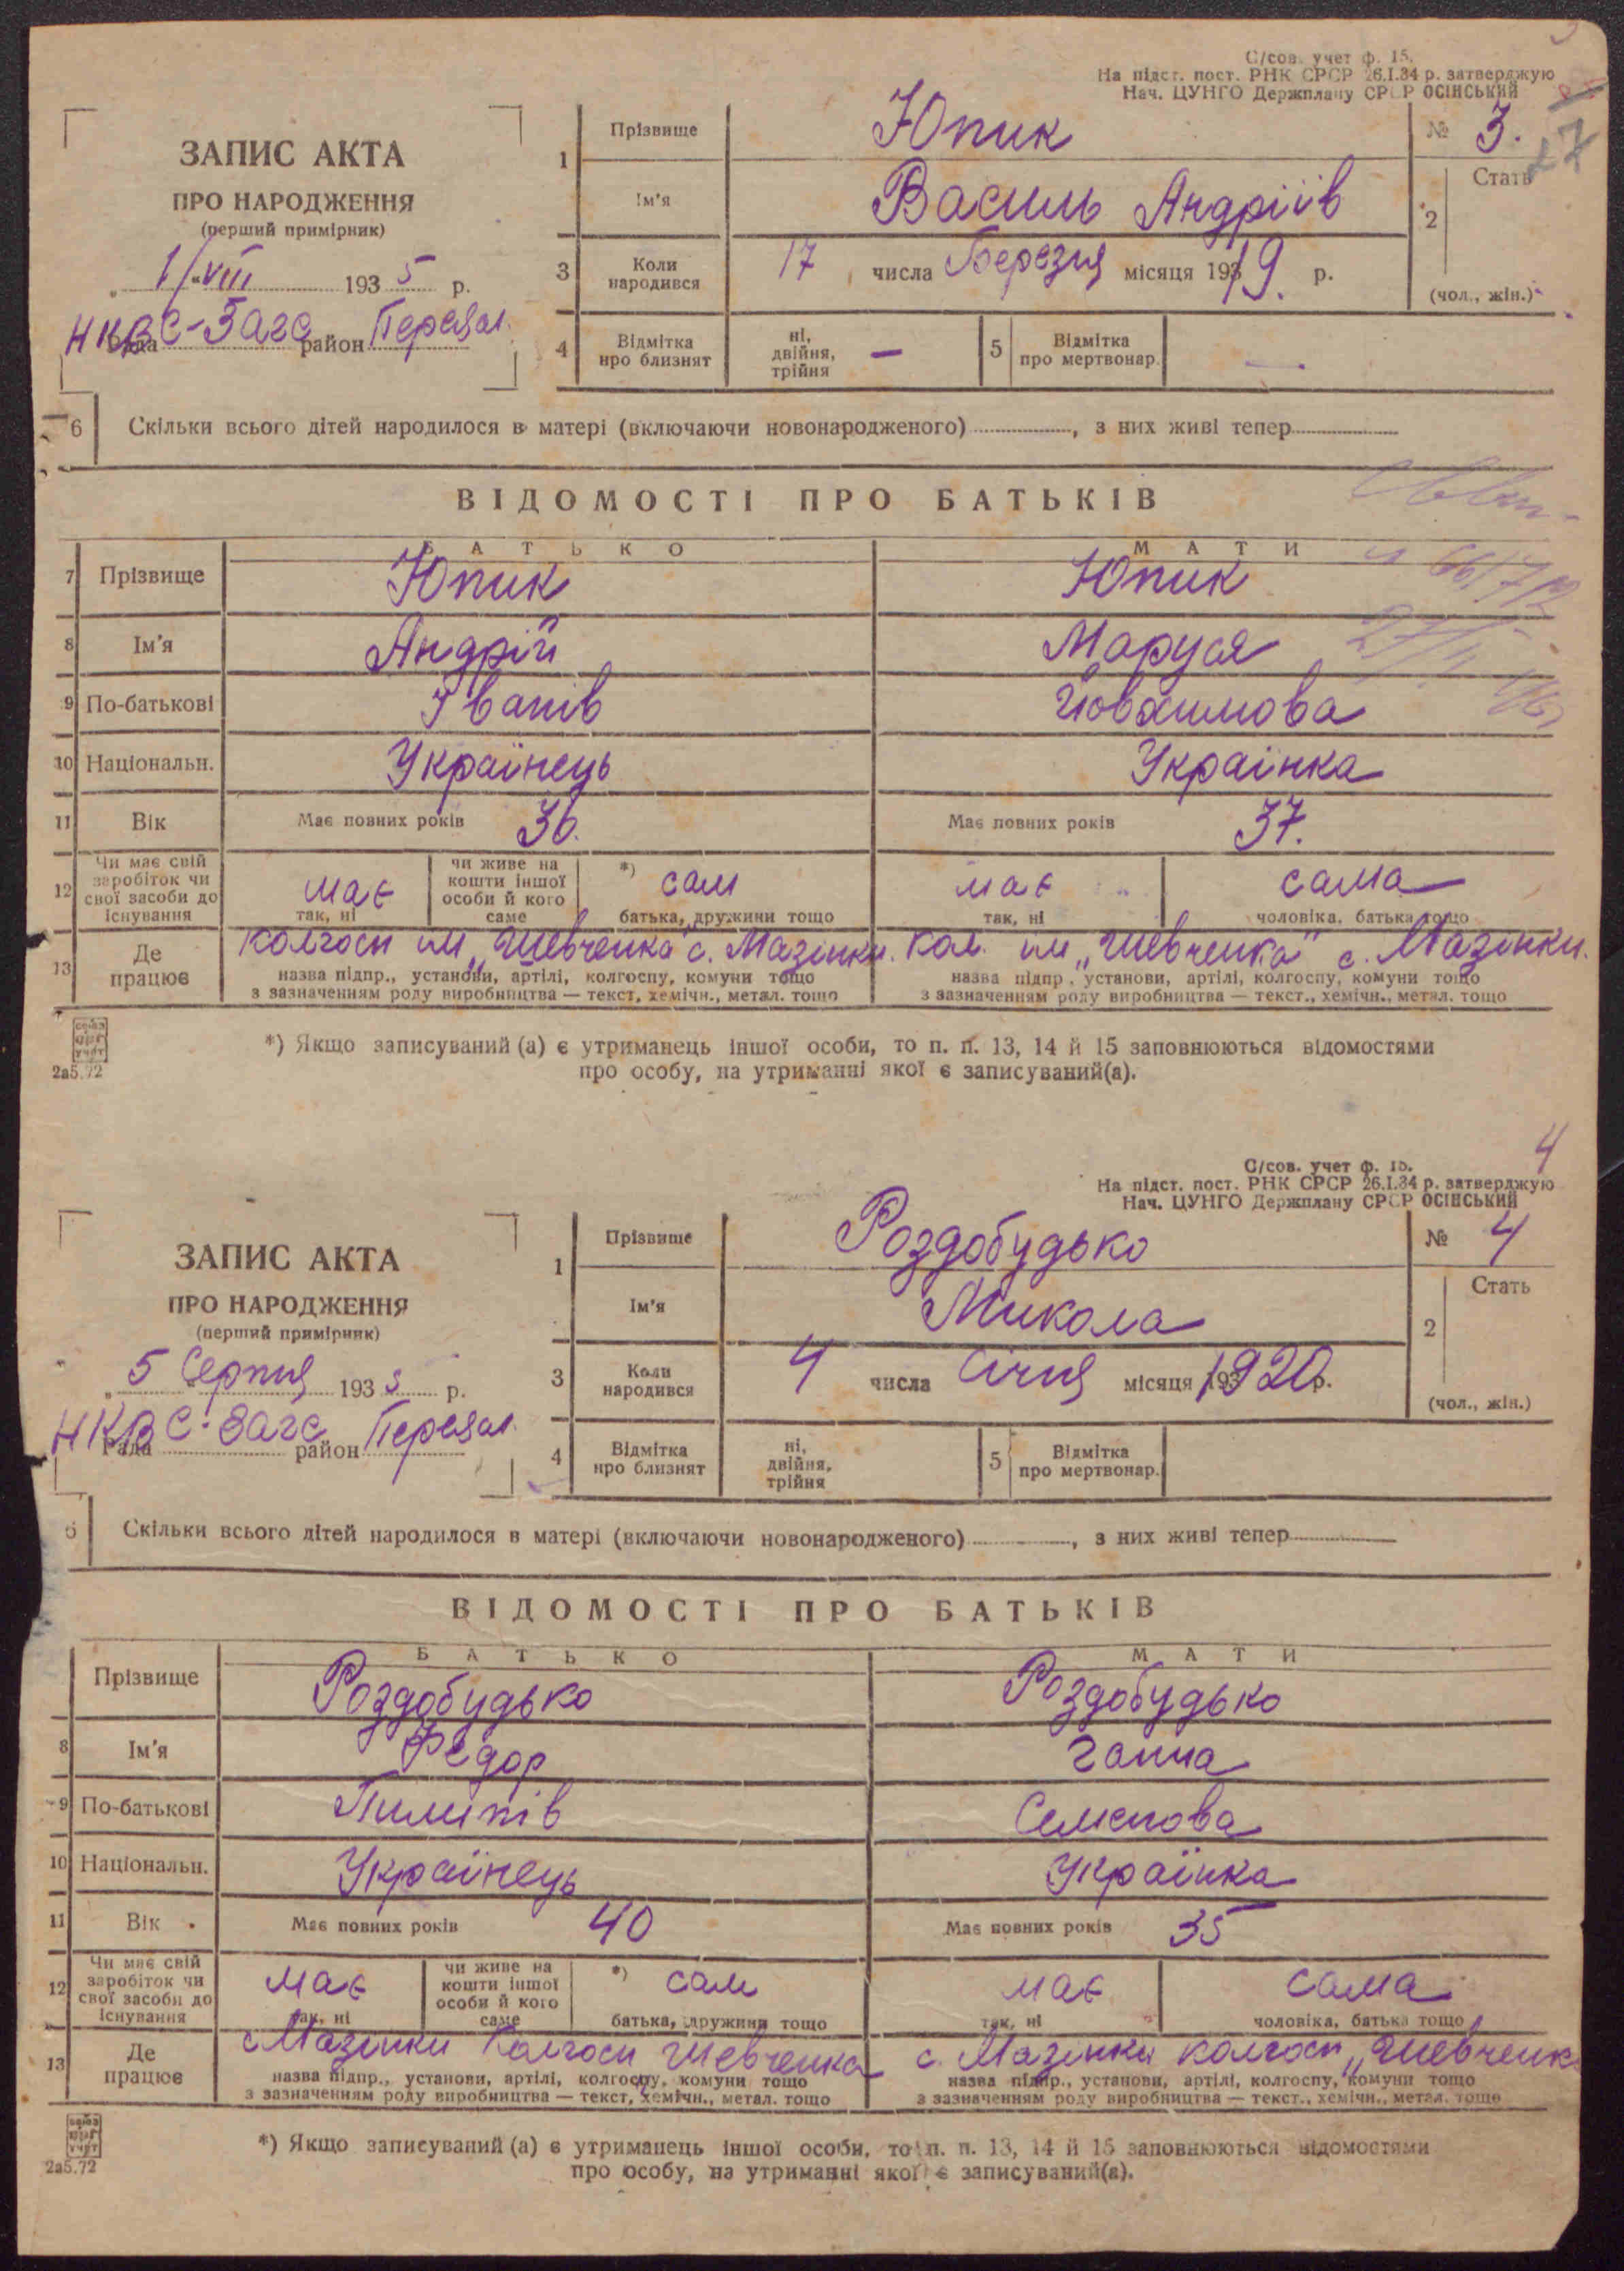 С/сов. учет ф. 15.
На підст. пост. РНК СРСР 26.I.34 р. затверджую
Нач. ЦУНГО Держплану СРСР ОСІНСЬКИЙ
ЗАПИС АКТА
ПРО НАРОДЖЕННЯ
(перший примірник)
„ 1/VIII 1935 р.
НКВС-Загс Рада район Переял.
1 Прізвище Юпик № 3.
27
Ім'я Василь Андріїв
2 Стать (чол., жін.)
3 Коли народився 17 числа Березня місяця 1919. р.
4 Відмітка про близнят ні, двійня, трійня —
5 Відмітка про мертвонар. —
6 Скільки всього дітей народилося в матері (включаючи новонародженого) , з них живі тепер
ВІДОМОСТІ ПРО БАТЬКІВ
БАТЬКО МАТИ
7 Прізвище Юпик Юпик
8 Ім'я Андрій Маруся
9 По-батькові Іванів Йовхимова
10 Національн. Українець Українка
11 Вік Має повних років 36. Має повних років 37.
12 Чи має свій заробіток чи свої засоби до існування має так, ні чи живе на кошти іншої особи й кого саме *) сам батька, дружини тощо має так, ні сама чоловіка, батька тощо
13 Де працює колгосп ім „Шевченка" с. Мазінки. Кол. ім „Шевченка" с. Мазінки.
назва підпр., установи, артілі, колгоспу, комуни тощо назва підпр., установи, артілі, колгоспу, комуни тощо
з зазначенням роду виробництва — текст, хемічн., метал. тощо з зазначенням роду виробництва — текст., хемічн., метал. тощо
союз
учет
2а5.72
*) Якщо записуваний (а) є утриманець іншої особи, то п. п. 13, 14 й 15 заповнюються відомостями
про особу, на утриманні якої є записуваний(а).
4
С/сов. учет ф. 15.
На підст. пост. РНК СРСР 26.I.34 р. затверджую
Нач. ЦУНГО Держплану СРСР ОСІНСЬКИЙ
ЗАПИС АКТА
ПРО НАРОДЖЕННЯ
(перший примірник)
„ 5 Серпня 1935 р.
НКВС-Загс Рада район Переял.
1 Прізвище Роздобудько № 4
Ім'я Микола
2 Стать (чол., жін.)
3 Коли народився 4 числа Січня місяця 1920 р.
4 Відмітка про близнят ні, двійня, трійня
5 Відмітка про мертвонар.
6 Скільки всього дітей народилося в матері (включаючи новонародженого) , з них живі тепер
ВІДОМОСТІ ПРО БАТЬКІВ
БАТЬКО МАТИ
Прізвище Роздобудько Роздобудько
8 Ім'я Федор Ганна
9 По-батькові Пилипів Семенова
10 Національн. Українець Українка
11 Вік Має повних років 40 Має повних років 35
12 Чи має свій заробіток чи свої засоби до існування має так, ні чи живе на кошти іншої особи й кого саме *) сам батька, дружини тощо має так, ні сама чоловіка, батька тощо
13 Де працює с Мазінки Колгосп Шевченка с. Мазінки колгосп „Шевченк
назва підпр., установи, артілі, колгоспу, комуни тощо назва підпр., установи, артілі, колгоспу, комуни тощо
з зазначенням роду виробництва — текст, хемічн., метал. тощо з зазначенням роду виробництва — текст., хемічн., метал. тощо
союз
учет
2а5.72
*) Якщо записуваний (а) є утриманець іншої особи, то п. п. 13, 14 й 15 заповнюються відомостями
про особу, на утриманні якої є записуваний(а).